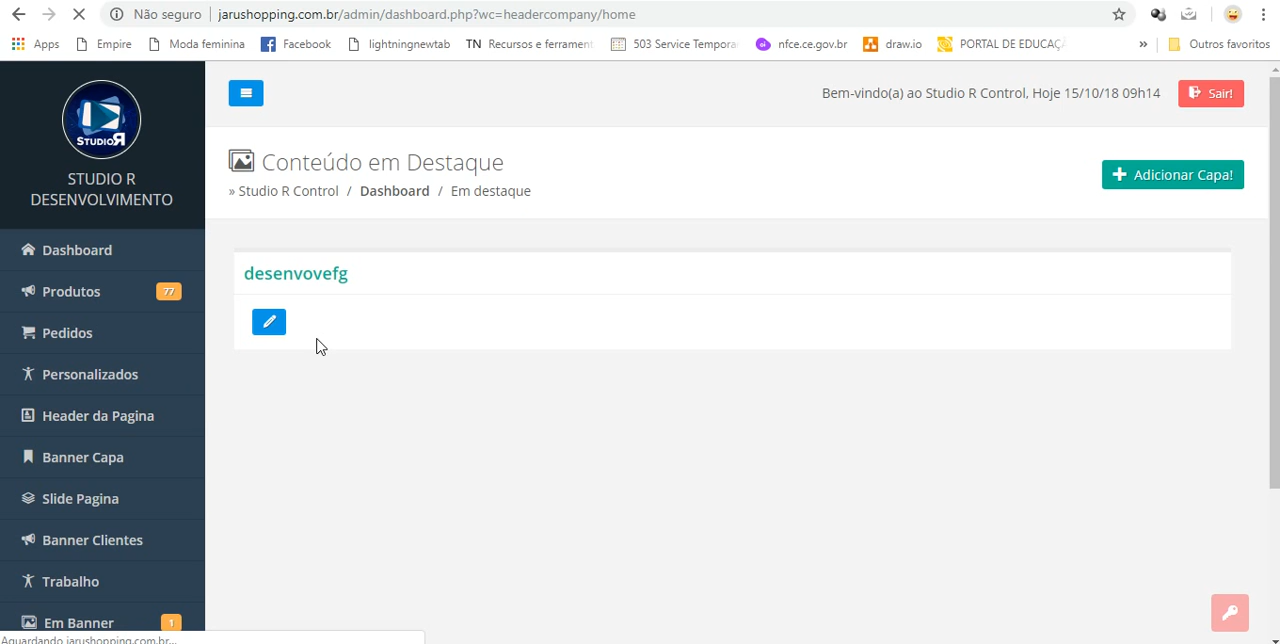 Não seguro | jarushopping.com.br/admin/dashboard.php?wc=headercompany/home
Apps Empire Moda feminina Facebook lightningnewtab TN Recursos e ferrament 503 Service Tempora nfce.ce.gov.br draw.io PORTAL DE EDUCAÇ » Outros favoritos
STUDIOR
STUDIO R
DESENVOLVIMENTO
Bem-vindo(a) ao Studio R Control, Hoje 15/10/18 09h14 Sair!
Conteúdo em Destaque
» Studio R Control / Dashboard / Em destaque
Adicionar Capa!
Dashboard
Produtos 77
Pedidos
Personalizados
Header da Pagina
Banner Capa
Slide Pagina
Banner Clientes
Trabalho
Em Banner 1
desenvovefg
Aguardando jarushopping.com.br...